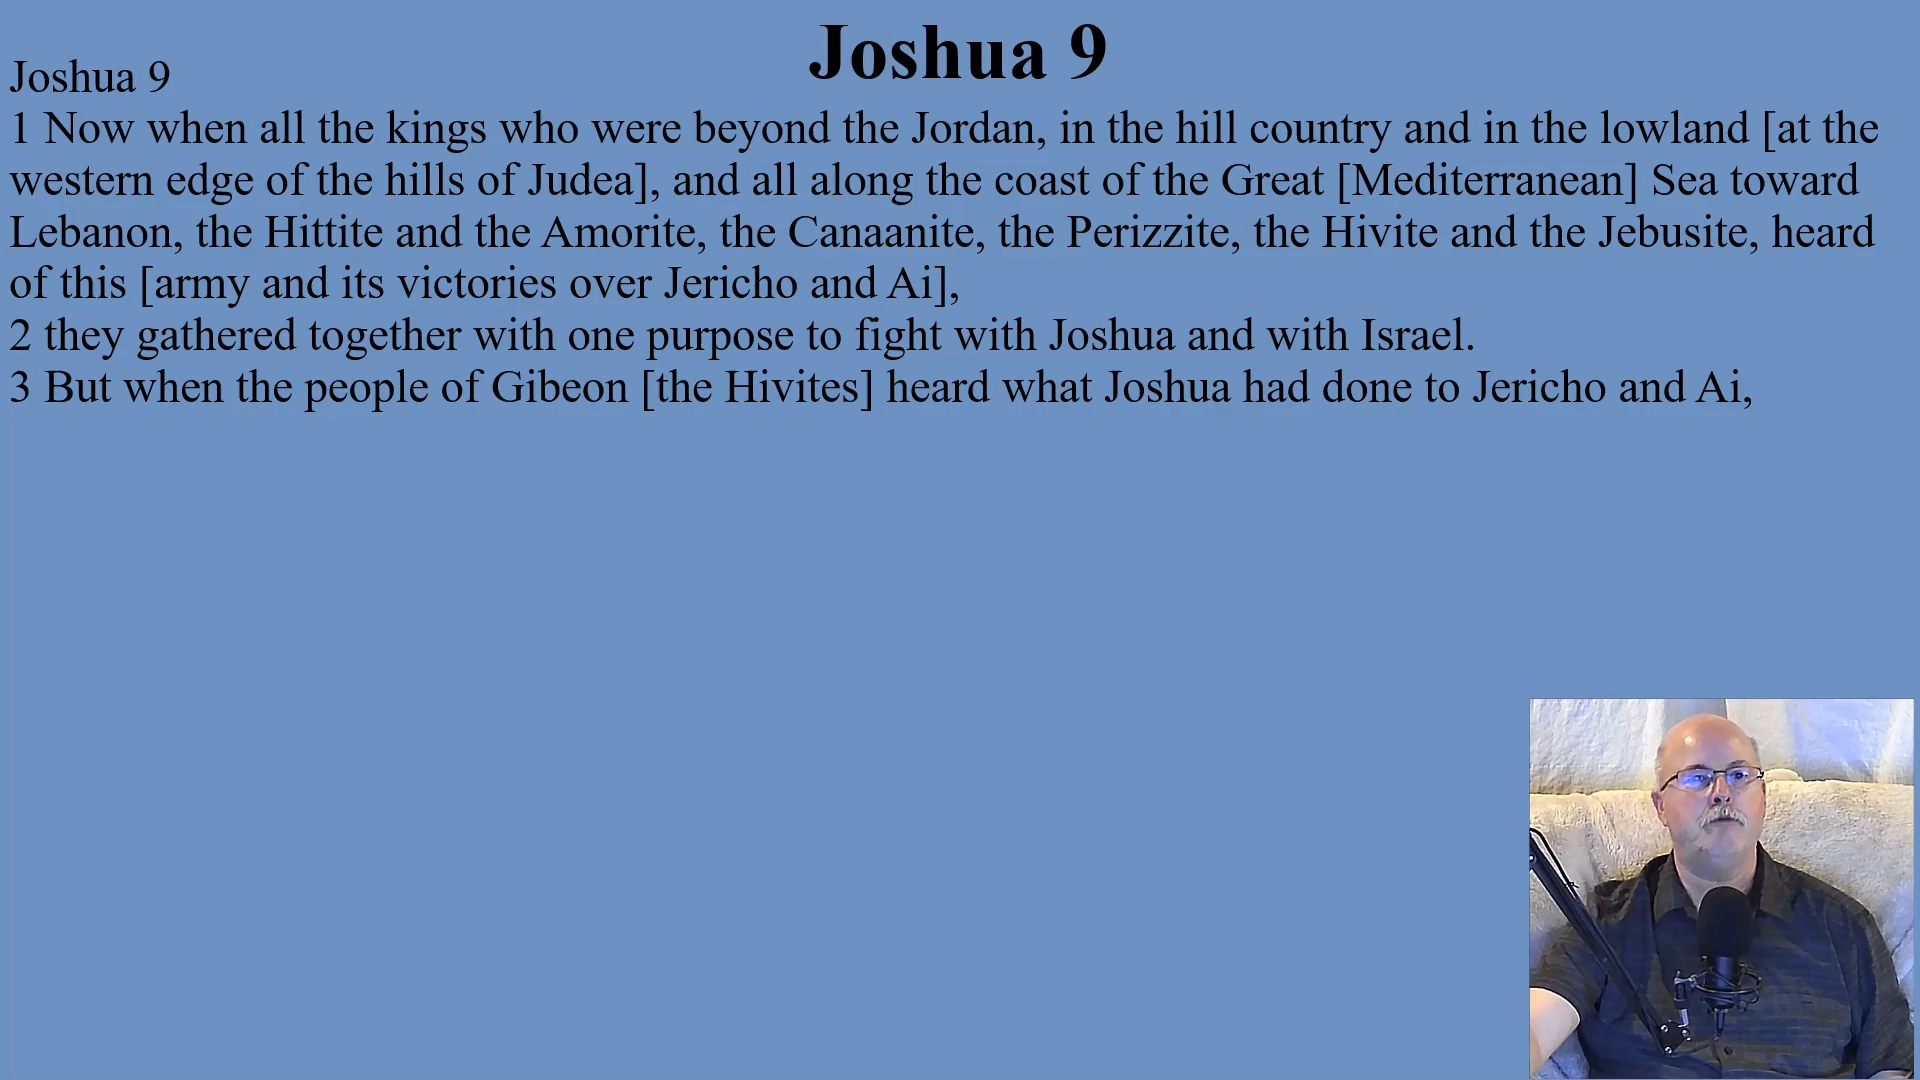 Joshua 9
Joshua 9
1 Now when all the kings who were beyond the Jordan, in the hill country and in the lowland [at the
western edge of the hills of Judea], and all along the coast of the Great [Mediterranean] Sea toward
Lebanon, the Hittite and the Amorite, the Canaanite, the Perizzite, the Hivite and the Jebusite, heard
of this [army and its victories over Jericho and Ai],
2 they gathered together with one purpose to fight with Joshua and with Israel.
3 But when the people of Gibeon [the Hivites] heard what Joshua had done to Jericho and Ai,